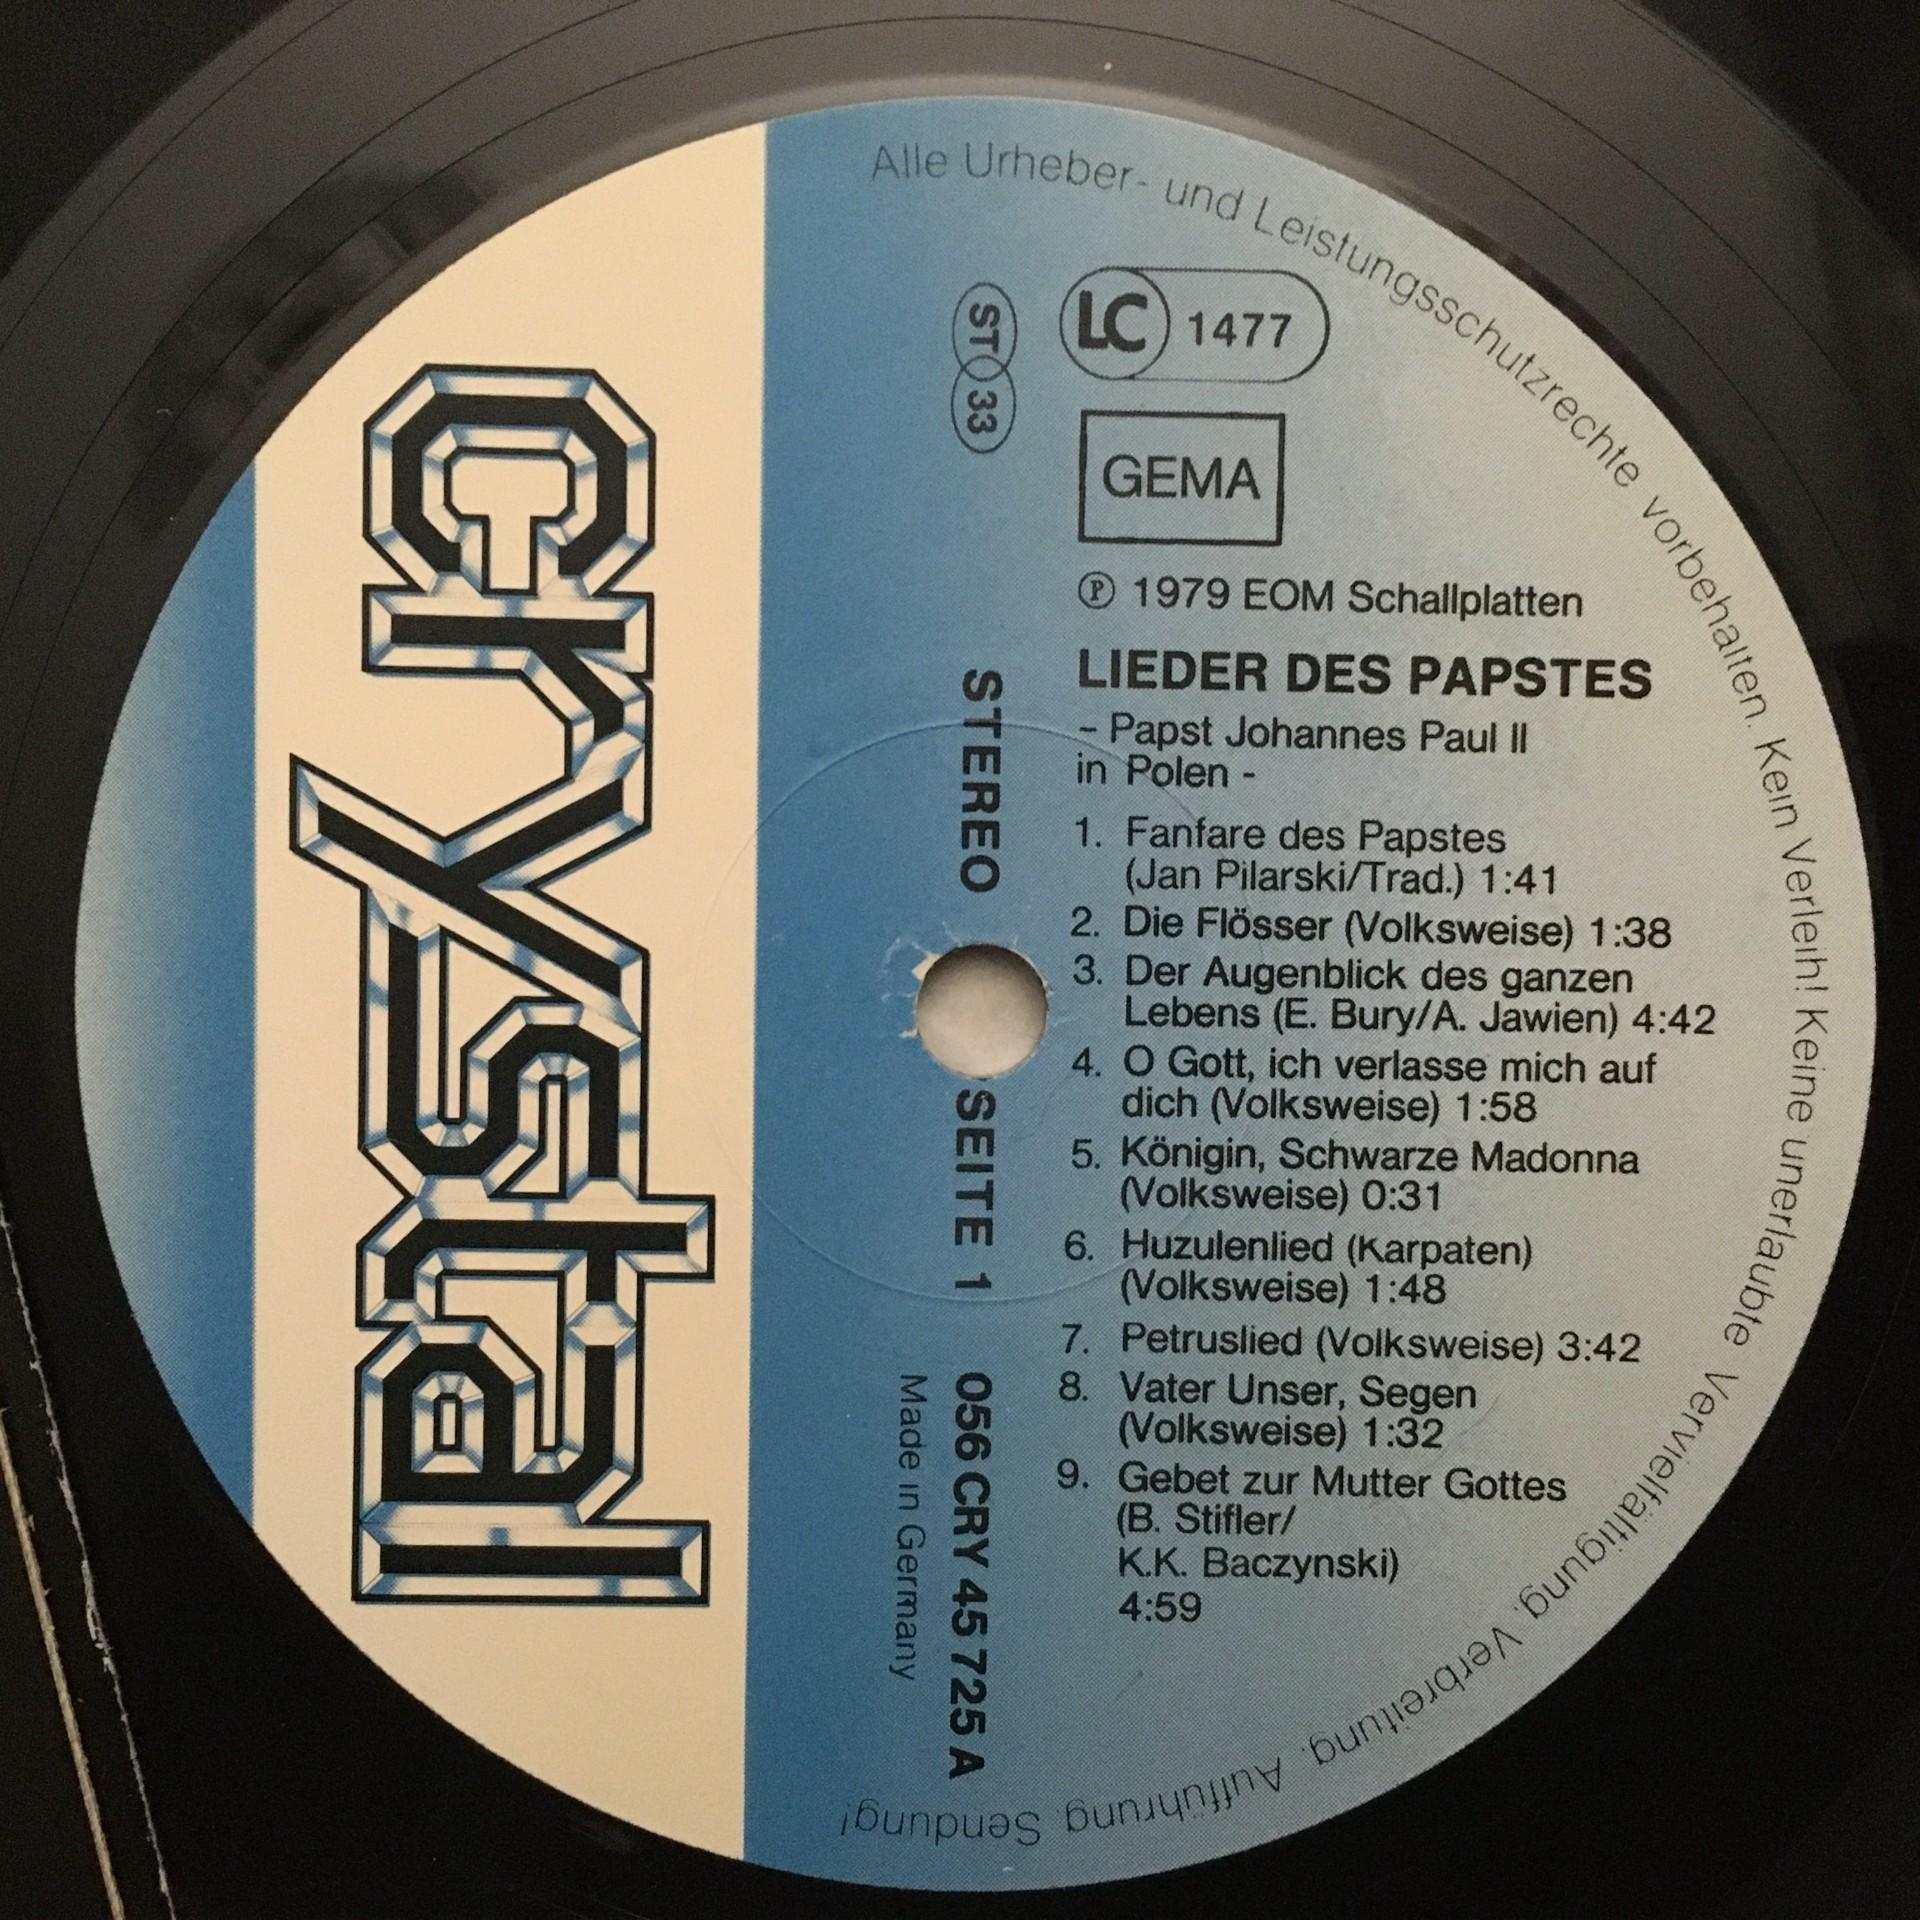 Alle Urheber- und Leistungsschutzrechte vorbehalten. Kein Verleih! Keine unerlaubte Vervielfältigung, Verbreitung, Aufführung, Sendung!
crystal
ST 33
LC 1477
GEMA
℗ 1979 EOM Schallplatten
LIEDER DES PAPSTES
- Papst Johannes Paul II
in Polen -
1. Fanfare des Papstes
(Jan Pilarski/Trad.) 1:41
2. Die Flösser (Volksweise) 1:38
3. Der Augenblick des ganzen
Lebens (E. Bury/A. Jawien) 4:42
4. O Gott, ich verlasse mich auf
dich (Volksweise) 1:58
5. Königin, Schwarze Madonna
(Volksweise) 0:31
6. Huzulenlied (Karpaten)
(Volksweise) 1:48
7. Petruslied (Volksweise) 3:42
8. Vater Unser, Segen
(Volksweise) 1:32
9. Gebet zur Mutter Gottes
(B. Stifler/
K.K. Baczynski)
4:59
STEREO
SEITE 1
056 CRY 45 725 A
Made in Germany